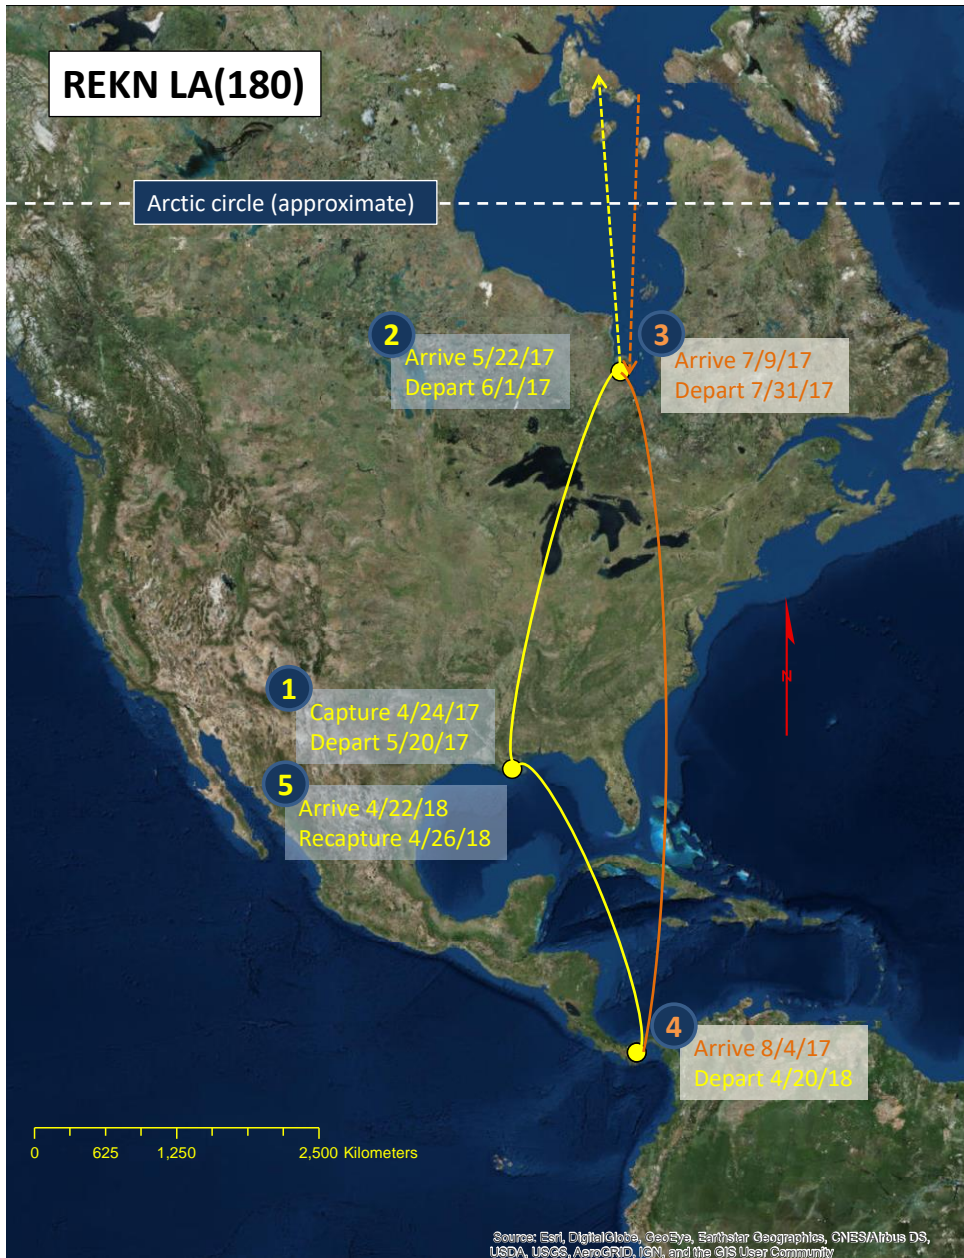 REKN LA(180)
Arctic circle (approximate)
2
Arrive 5/22/17
Depart 6/1/17
3
Arrive 7/9/17
Depart 7/31/17
N
1
Capture 4/24/17
Depart 5/20/17
5
Arrive 4/22/18
Recapture 4/26/18
4
Arrive 8/4/17
Depart 4/20/18
0 625 1,250 2,500 Kilometers
Source: Esri, DigitalGlobe, GeoEye, Earthstar Geographics, CNES/Airbus DS,
USDA, USGS, AeroGRID, IGN, and the GIS User Community